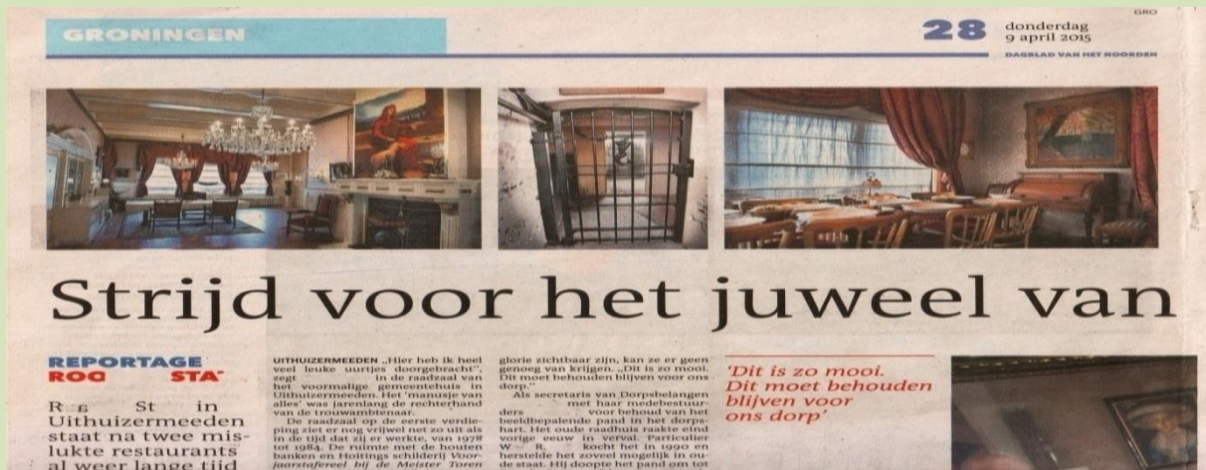 GRO
GRONINGEN
28
donderdag
9 april 2015
DAGBLAD VAN HET NOORDEN
Strijd voor het juweel van
REPORTAGE
STA
St in
Uithuizermeeden
staat na twee mis-
lukte restaurants
al weer lange tijd
UITHUIZERMEEDEN „Hier heb ik heel
veel leuke uurtjes doorgebracht”,
zegt in de raadzaal van
het voormalige gemeentehuis in
Uithuizermeeden. Het ‘manusje van
alles’ was jarenlang de rechterhand
van de trouwambtenaar.
De raadzaal op de eerste verdie-
ping ziet er nog vrijwel net zo uit als
in de tijd dat zij er werkte, van 1978
tot 1984. De ruimte met de houten
banken en Hoitings schilderij Voor-
jaarstafereel bij de Meister Toren
glorie zichtbaar zijn, kan ze er geen
genoeg van krijgen. „Dit is zo mooi.
Dit moet behouden blijven voor ons
dorp.”
Als secretaris van Dorpsbelangen
met haar medebestuur-
ders voor behoud van het
beeldbepalende pand in het dorps-
hart. Het oude raadhuis raakte eind
vorige eeuw in verval. Particulier
W R. kocht het in 1990 en
herstelde het zoveel mogelijk in ou-
de staat. Hij doopte het pand om tot
‘Dit is zo mooi.
Dit moet behouden
blijven voor
ons dorp’